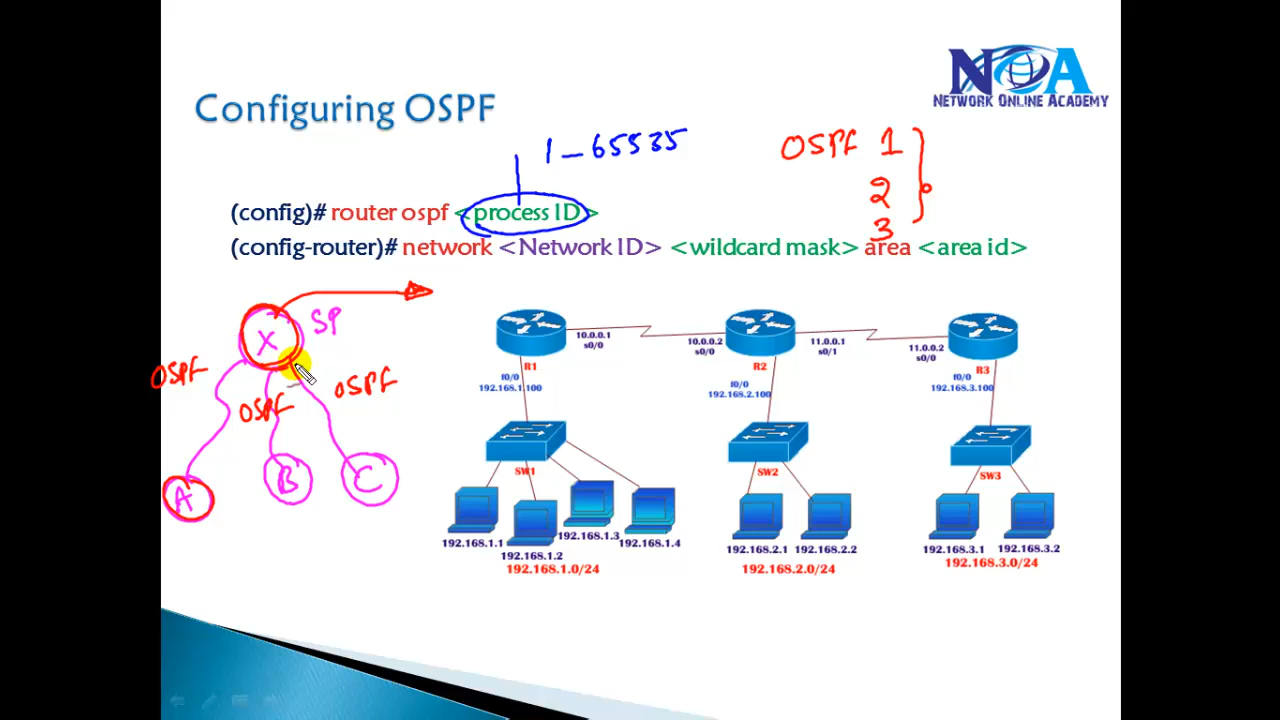 NOA
NETWORK ONLINE ACADEMY
Configuring OSPF
1 - 65535
OSPF 1
2
3
(config)# router ospf <process ID>
(config-router)# network <Network ID> <wildcard mask> area <area id>
X
SP
OSPF
OSPF
OSPF
A
B
C
10.0.0.1
s0/0
10.0.0.2
s0/0
11.0.0.1
s0/1
11.0.0.2
s0/0
R1
R2
R3
f0/0
192.168.1.100
f0/0
192.168.2.100
f0/0
192.168.3.100
SW1
SW2
SW3
192.168.1.1
192.168.1.2
192.168.1.3
192.168.1.4
192.168.2.1
192.168.2.2
192.168.3.1
192.168.3.2
192.168.1.0/24
192.168.2.0/24
192.168.3.0/24